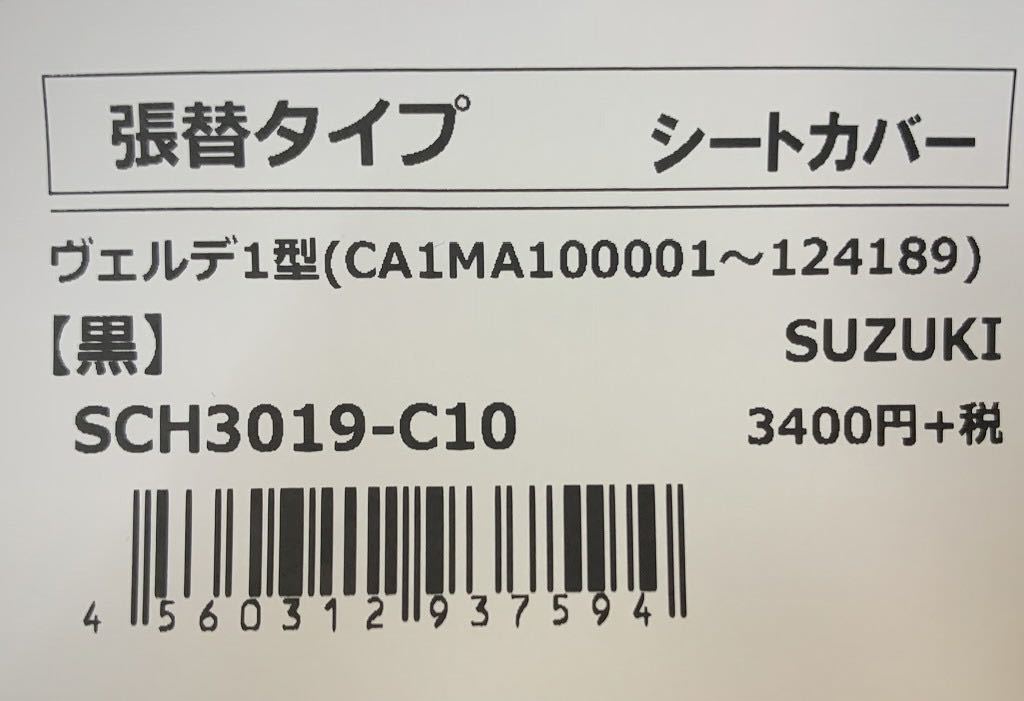 張替タイプ シートカバー
ヴェルデ1型(CA1MA100001～124189)
【黒】 SUZUKI
SCH3019-C10 3400円+税
4 560312 937594